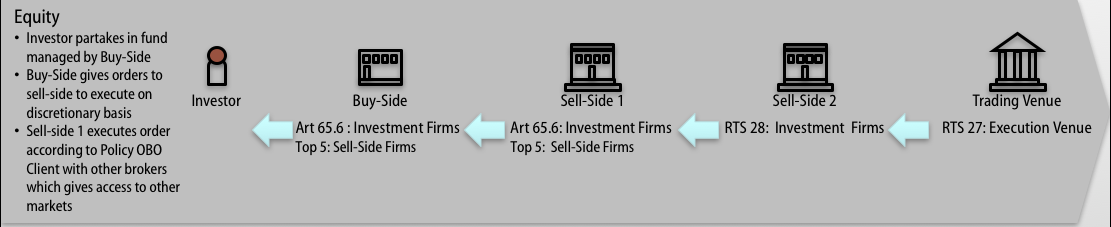 Equity
• Investor partakes in fund
managed by Buy-Side
• Buy-Side gives orders to
sell-side to execute on
discretionary basis
• Sell-side 1 executes order
according to Policy OBO
Client with other brokers
which gives access to other
markets
Investor
Buy-Side
Sell-Side 1
Sell-Side 2
Trading Venue
Art 65.6 : Investment Firms
Top 5: Sell-Side Firms
Art 65.6: Investment Firms
Top 5: Sell-Side Firms
RTS 28: Investment Firms
RTS 27: Execution Venue